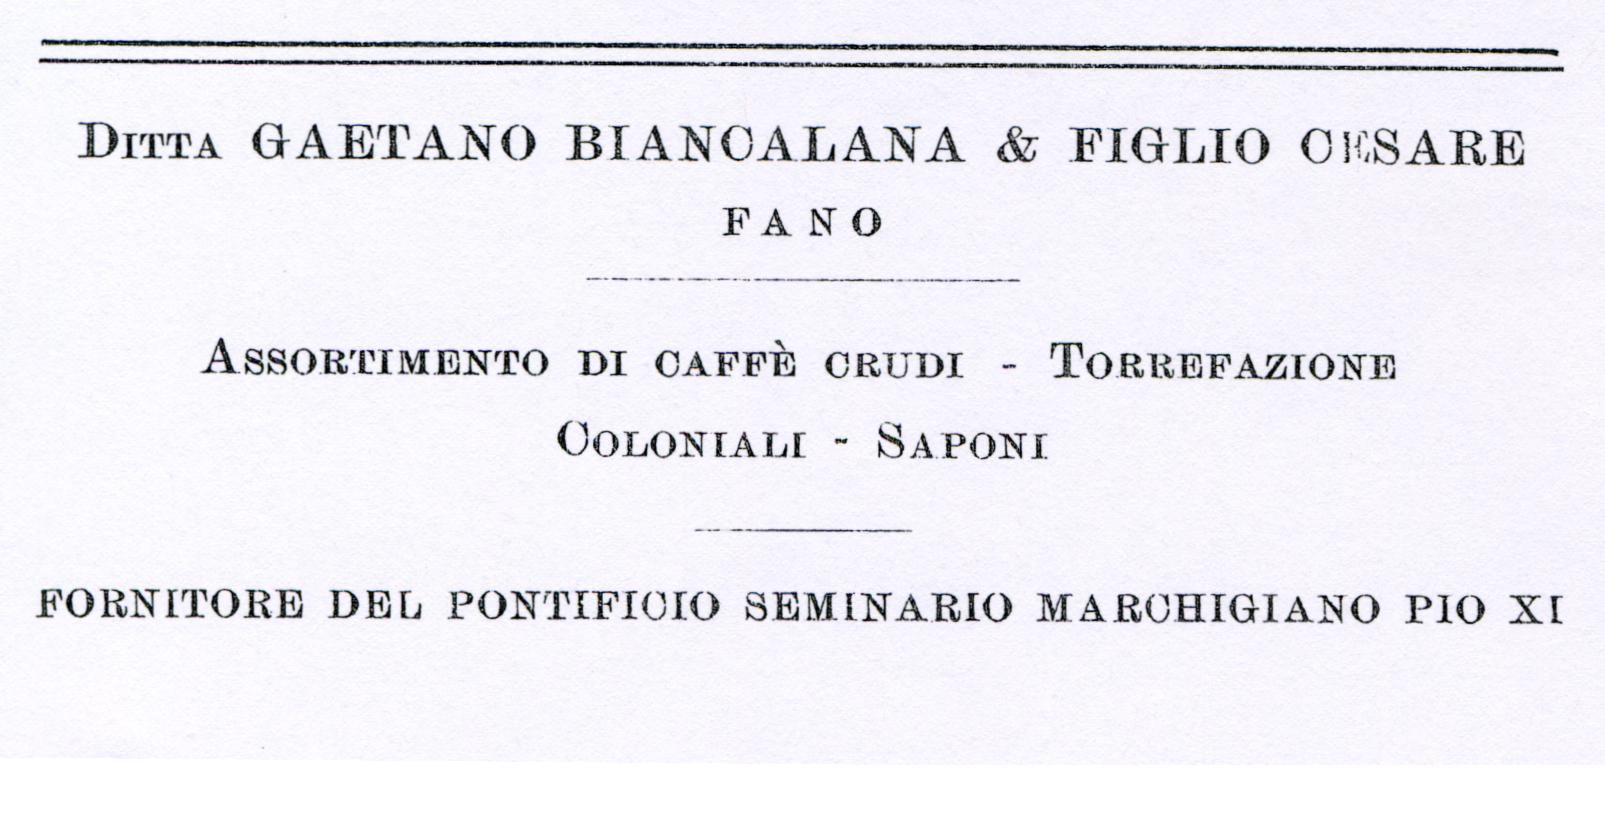 Ditta GAETANO BIANCALANA & FIGLIO CESARE
FANO
Assortimento di caffè crudi - Torrefazione
Coloniali - Saponi
FORNITORE DEL PONTIFICIO SEMINARIO MARCHIGIANO PIO XI